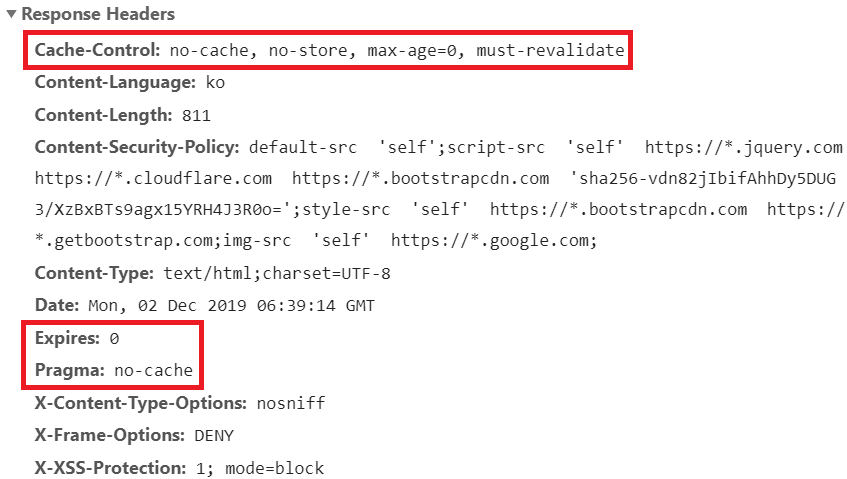 Response Headers
Cache-Control: no-cache, no-store, max-age=0, must-revalidate
Content-Language: ko
Content-Length: 811
Content-Security-Policy: default-src 'self';script-src 'self' https://*.jquery.com
https://*.cloudflare.com https://*.bootstrapcdn.com 'sha256-vdn82jIbifAhhDy5DUG
3/XzBxBTs9agx15YRH4J3R0o=';style-src 'self' https://*.bootstrapcdn.com https://
*.getbootstrap.com;img-src 'self' https://*.google.com;
Content-Type: text/html;charset=UTF-8
Date: Mon, 02 Dec 2019 06:39:14 GMT
Expires: 0
Pragma: no-cache
X-Content-Type-Options: nosniff
X-Frame-Options: DENY
X-XSS-Protection: 1; mode=block